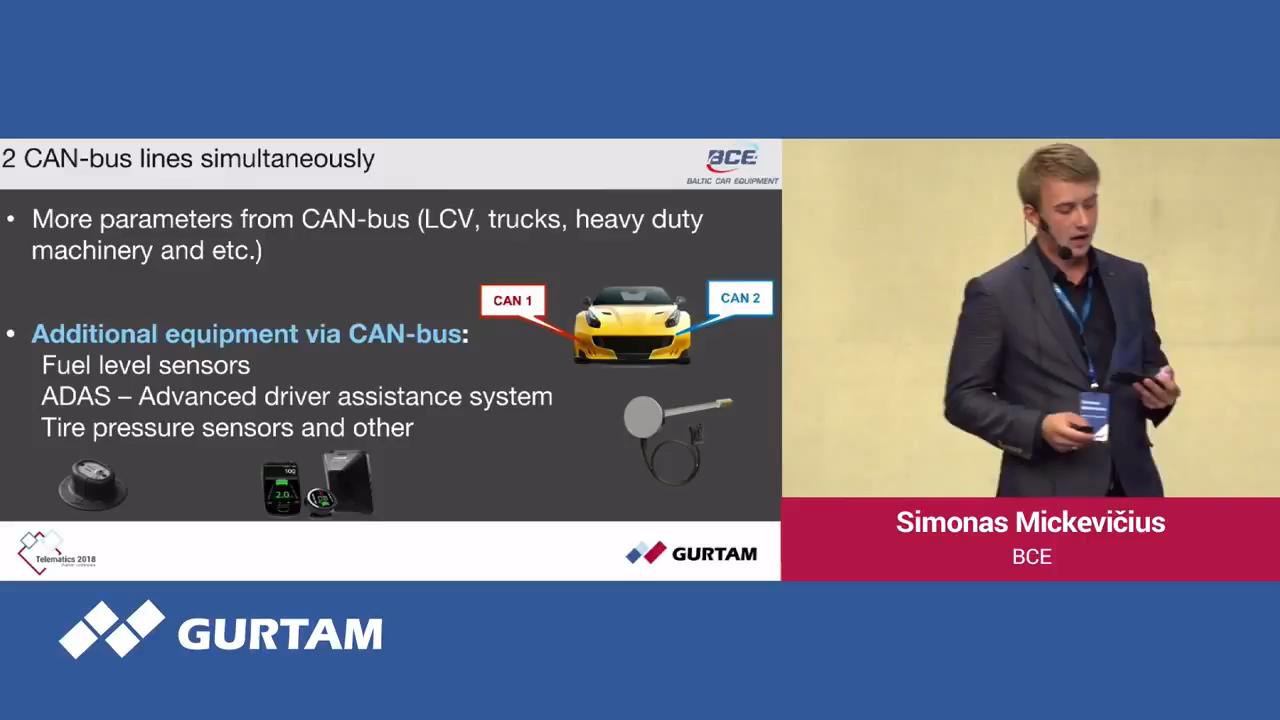 2 CAN-bus lines simultaneously
BCE
BALTIC CAR EQUIPMENT
• More parameters from CAN-bus (LCV, trucks, heavy duty
machinery and etc.)
CAN 1
CAN 2
• Additional equipment via CAN-bus:
Fuel level sensors
ADAS – Advanced driver assistance system
Tire pressure sensors and other
2.0
Telematics 2018
GURTAM
Simonas Mickevičius
BCE
GURTAM